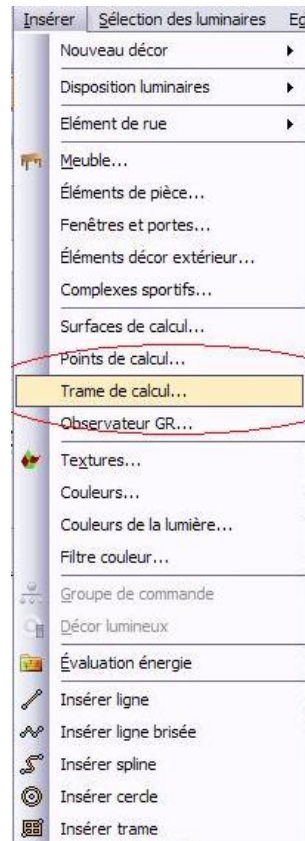 Insérer Sélection des luminaires
Nouveau décor
Disposition luminaires
Elément de rue
Meuble...
Éléments de pièce...
Fenêtres et portes...
Éléments décor extérieur...
Complexes sportifs...
Surfaces de calcul...
Points de calcul...
Trame de calcul...
Observateur GR...
Textures...
Couleurs...
Couleurs de la lumière...
Filtre couleur...
Groupe de commande
Décor lumineux
Évaluation énergie
Insérer ligne
Insérer ligne brisée
Insérer spline
Insérer cercle
Insérer trame